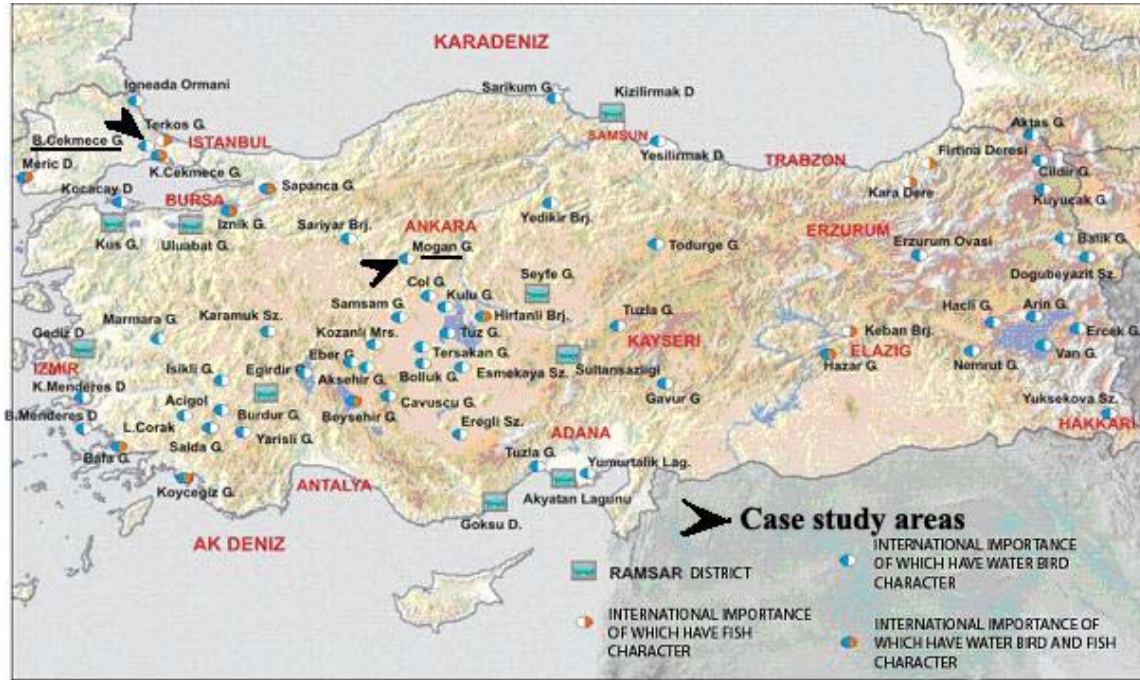 KARADENIZ
Igneada Ormani
Sarikum G.
Kizilirmak D
Terkos G.
ISTANBUL
B.Cekmece G.
SAMSUN
Aktas G.
Meric D.
K.Cekmece G.
Yesilirmak D
TRABZON
Firtina Deresi
Cildir G.
Kocacay D
BURSA
Sapanca G.
Kara Dere
Kuyucak G.
Iznik G.
Sariyar Brj.
ANKARA
Yedikir Brj.
ERZURUM
Kus G.
Uluabat G.
Mogan G.
Todurge G.
Erzurum Ovasi
Balik G.
Col G.
Seyfe G.
Dogubeyazit Sz.
Samsam G.
Kulu G.
Hirfanli Brj.
Tuzla G.
Hacli G.
Arin G.
Marmara G.
Karamuk Sz.
Gediz D
Kozanli Mrs.
Tuz G.
KAYSERI
Keban Brj.
Ercek G.
IZMIR
Isikli G.
Egirdir G.
Eber G.
Tersakan G.
ELAZIG
Van G.
K.Menderes D
Aksehir G.
Bolluk G.
Esmekaya Sz.
Sultansazligi
Hazar G.
Nemrut G.
Acigol
Burdur G.
Beysehir G.
Cavuscu G.
Gavur G
Yuksekova Sz.
B.Menderes D
L.Corak
Yarisli G.
Eregli Sz.
HAKKARI
Bafa G.
Salda G.
ADANA
Tuzla G.
Yumurtalik Lag.
Koycegiz G.
ANTALYA
Akyatan Lagunu
Goksu D.
AK DENIZ
Case study areas
RAMSAR DISTRICT
INTERNATIONAL IMPORTANCE
OF WHICH HAVE FISH
CHARACTER
INTERNATIONAL IMPORTANCE
OF WHICH HAVE WATER BIRD
CHARACTER
INTERNATIONAL IMPORTANCE OF
WHICH HAVE WATER BIRD AND FISH
CHARACTER